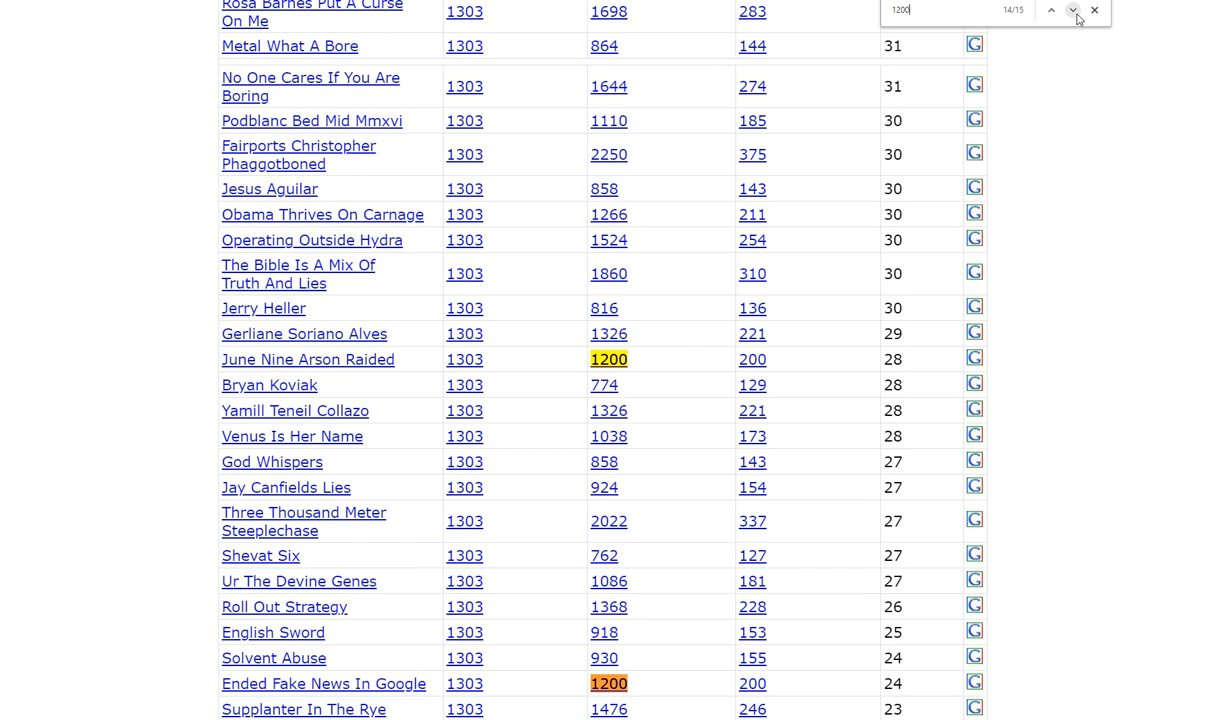 Rosa Barnes Put A Curse
On Me 1303 1698 283
1200 14/15
Metal What A Bore 1303 864 144 31
No One Cares If You Are
Boring 1303 1644 274 31
Podblanc Bed Mid Mmxvi 1303 1110 185 30
Fairports Christopher
Phaggotboned 1303 2250 375 30
Jesus Aguilar 1303 858 143 30
Obama Thrives On Carnage 1303 1266 211 30
Operating Outside Hydra 1303 1524 254 30
The Bible Is A Mix Of
Truth And Lies 1303 1860 310 30
Jerry Heller 1303 816 136 30
Gerliane Soriano Alves 1303 1326 221 29
June Nine Arson Raided 1303 1200 200 28
Bryan Koviak 1303 774 129 28
Yamill Teneil Collazo 1303 1326 221 28
Venus Is Her Name 1303 1038 173 28
God Whispers 1303 858 143 27
Jay Canfields Lies 1303 924 154 27
Three Thousand Meter
Steeplechase 1303 2022 337 27
Shevat Six 1303 762 127 27
Ur The Devine Genes 1303 1086 181 27
Roll Out Strategy 1303 1368 228 26
English Sword 1303 918 153 25
Solvent Abuse 1303 930 155 24
Ended Fake News In Google 1303 1200 200 24
Supplanter In The Rye 1303 1476 246 23